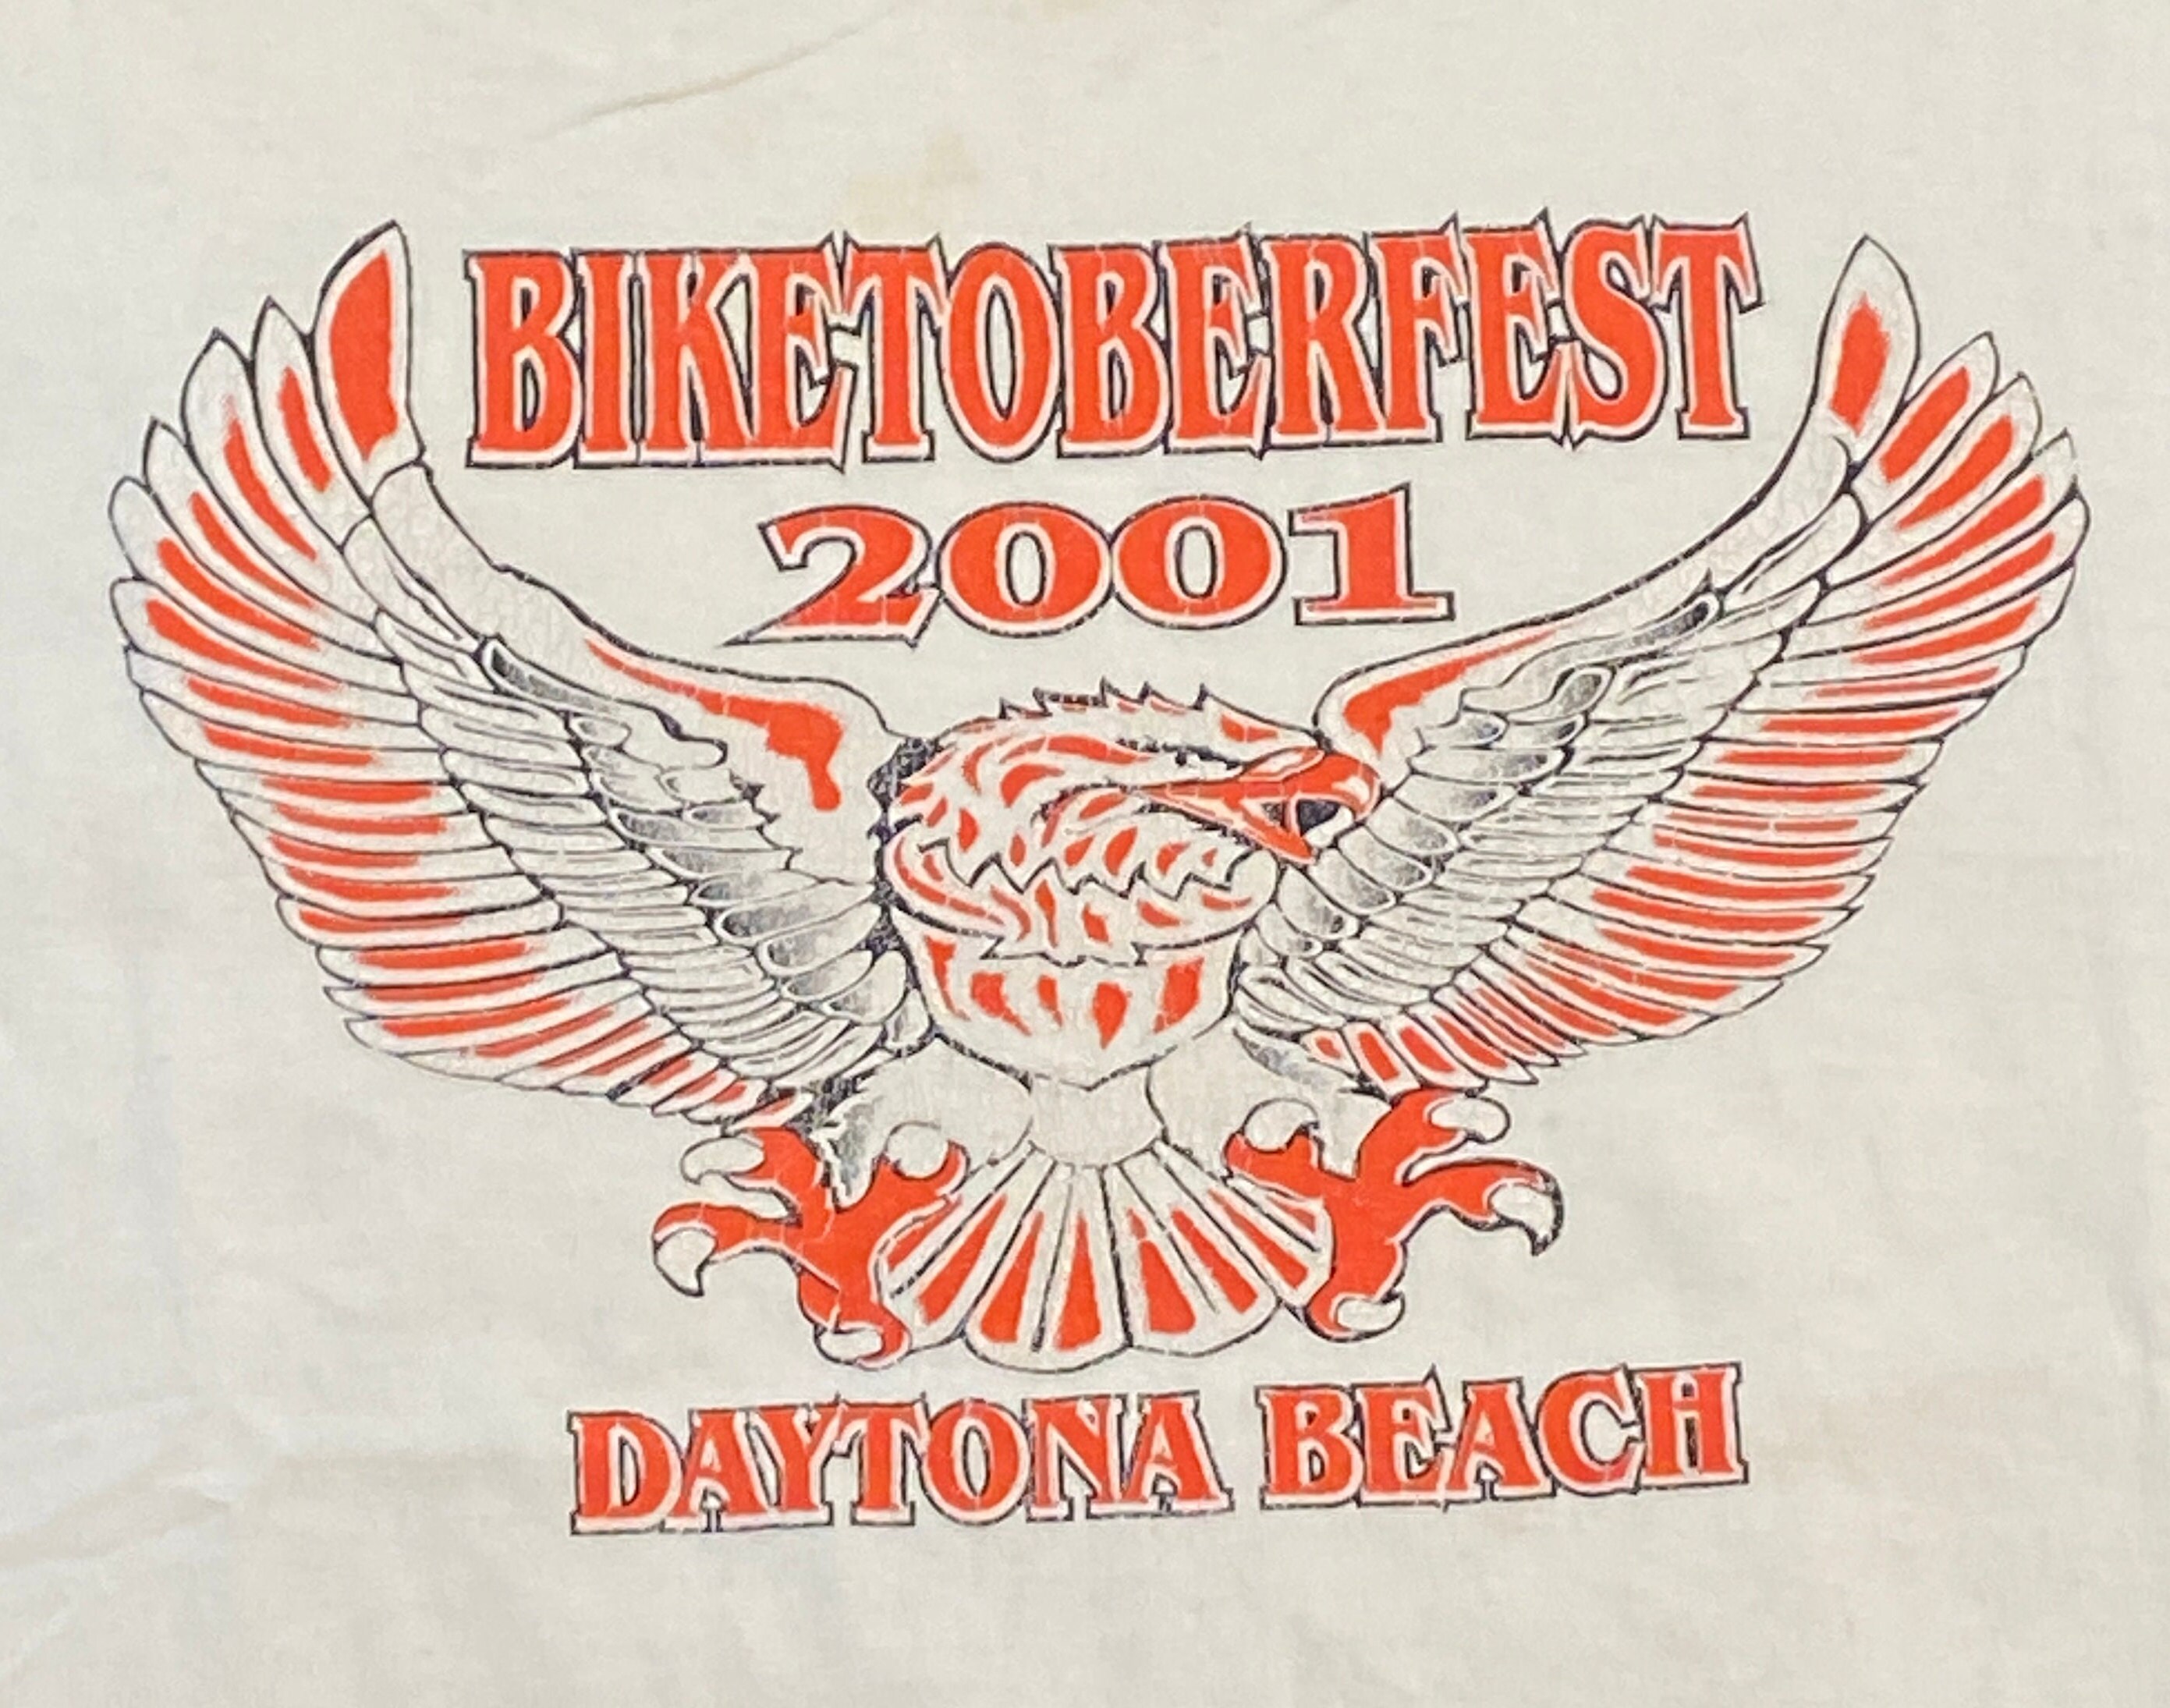 BIKETOBERFEST
2001
DAYTONA BEACH